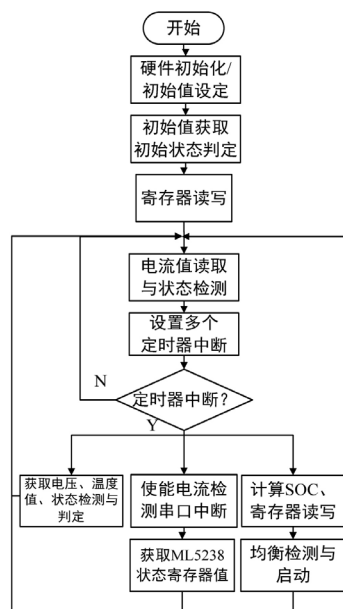 开始
硬件初始化/
初始值设定
初始值获取
初始状态判定
寄存器读写
电流值读取
与状态检测
设置多个
定时器中断
N
定时器中断？
Y
获取电压、温度
值、状态检测与
判定
使能电流检
测串口中断
计算SOC、
寄存器读写
获取ML5238
状态寄存器值
均衡检测与
启动